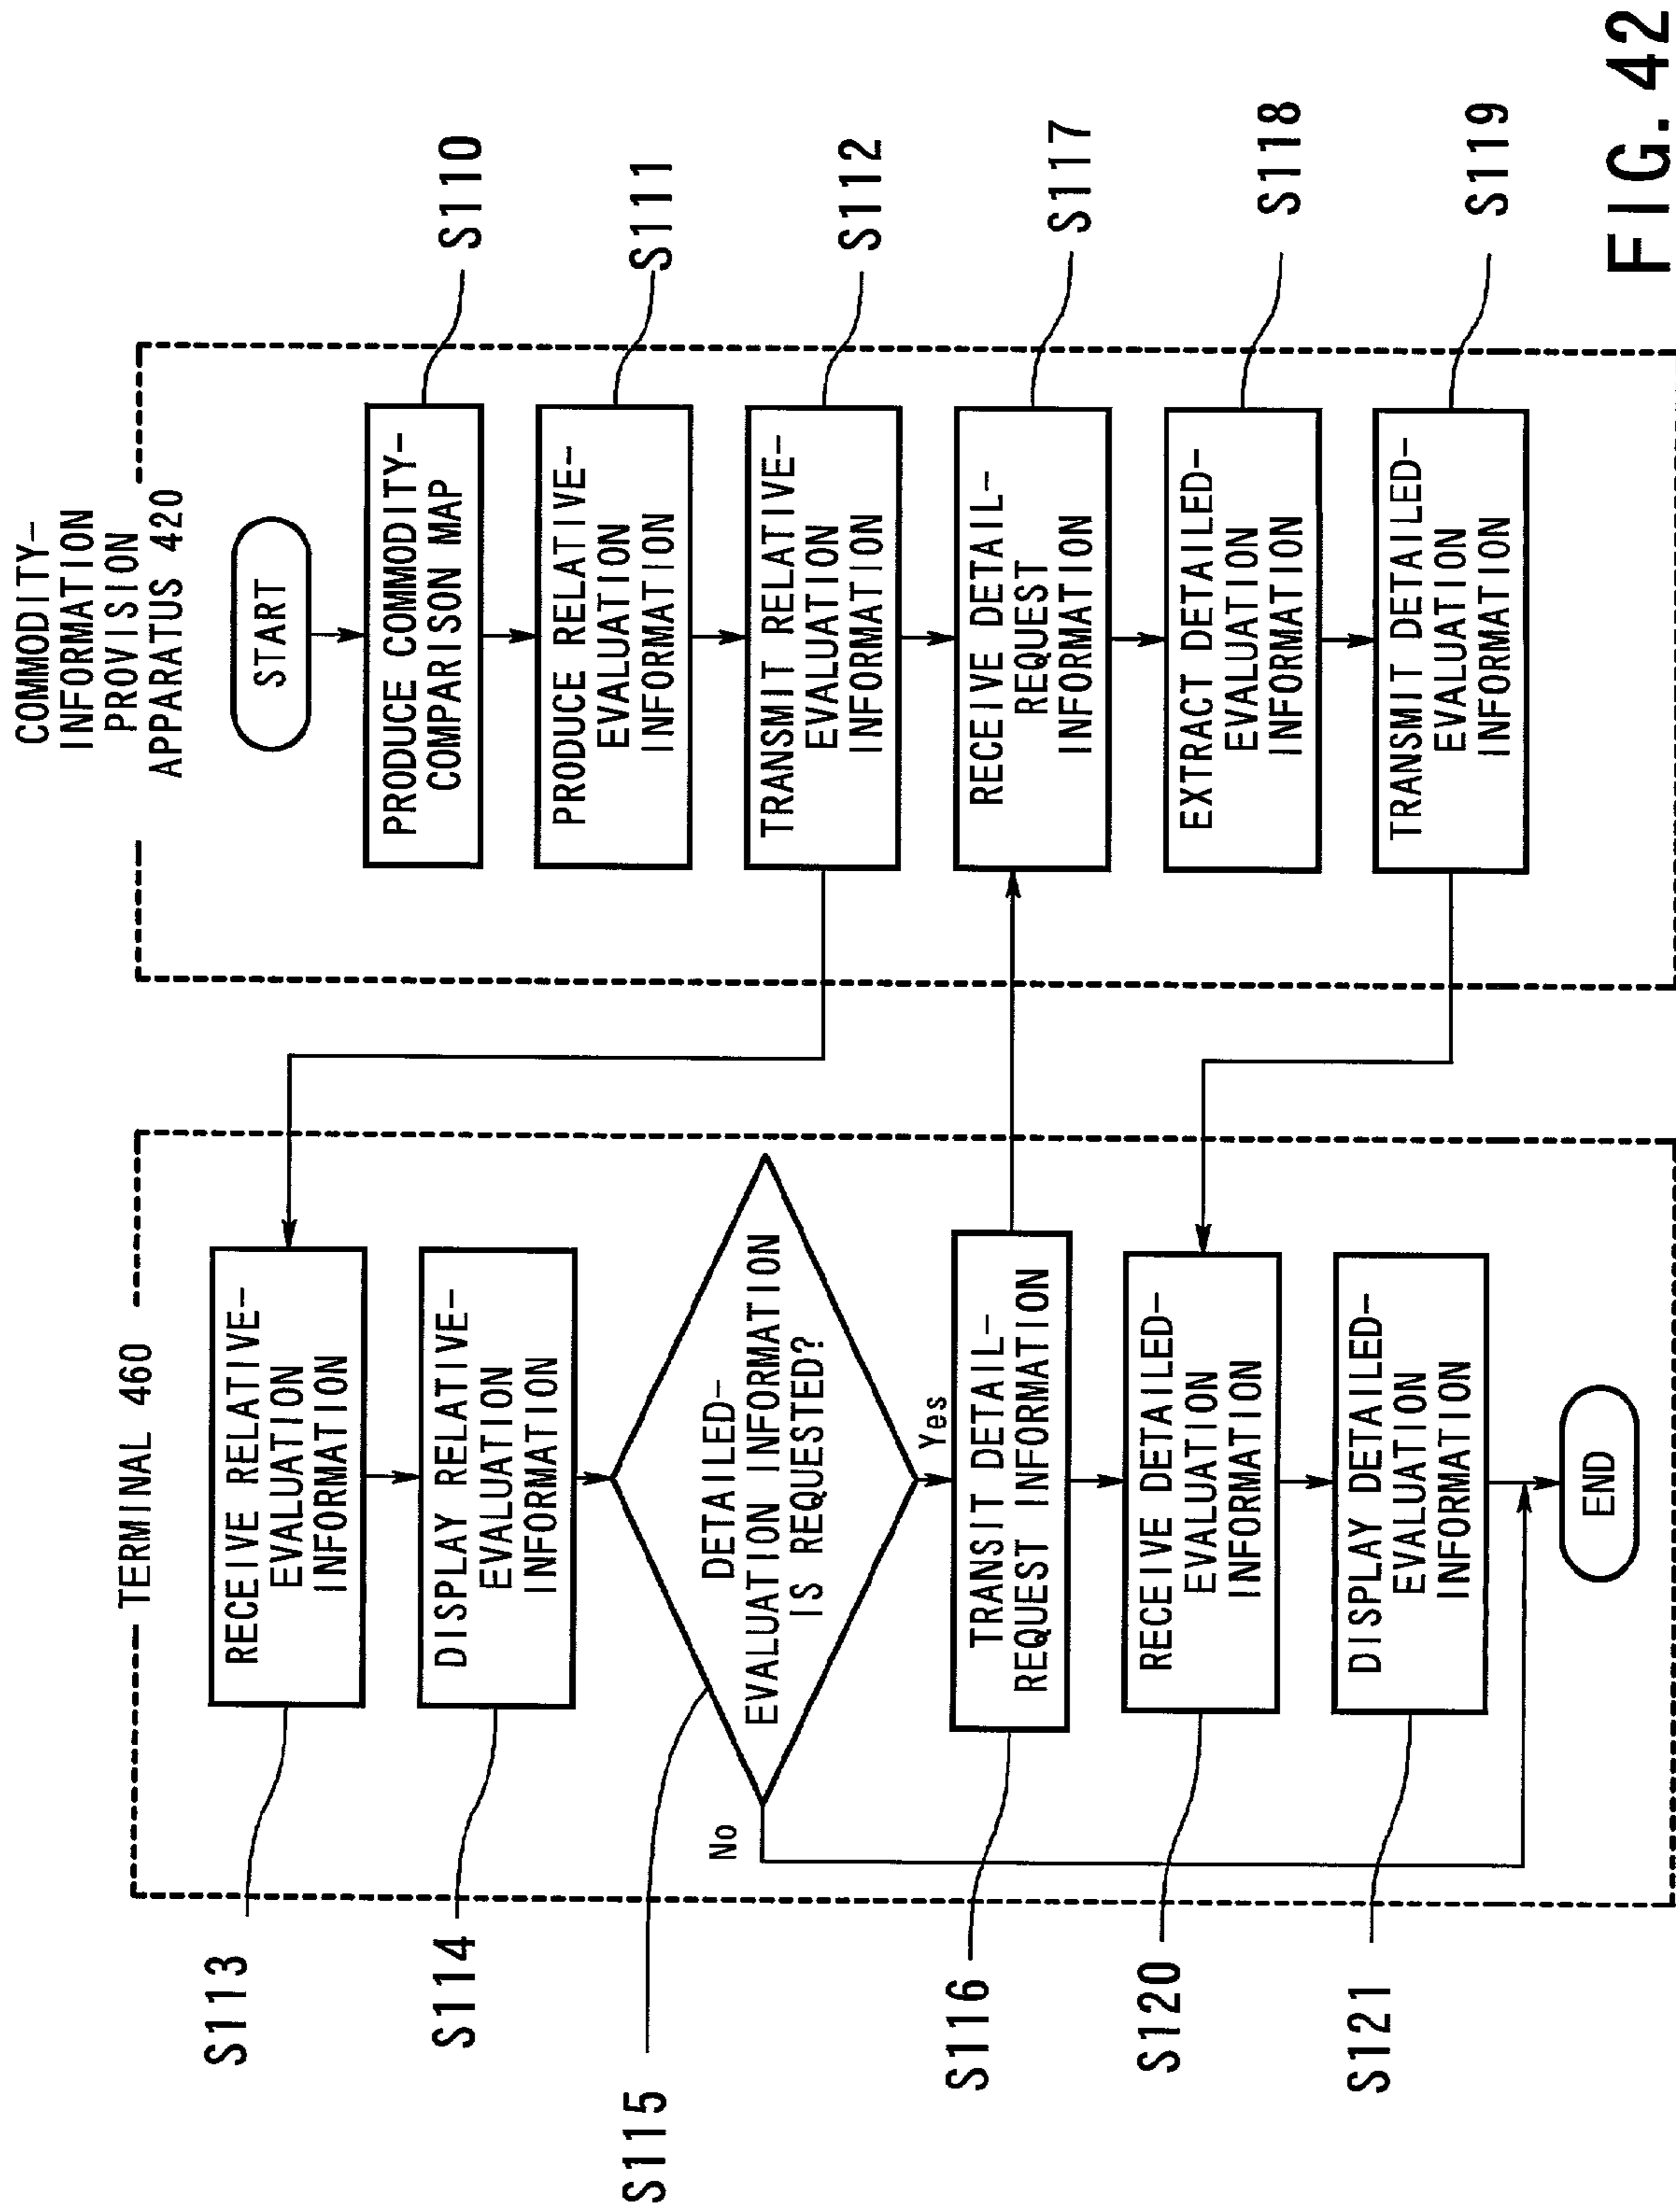 COMMODITY-
INFORMATION
PROVISION
APPARATUS 420
START
PRODUCE COMMODITY-
COMPARISON MAP
S110
PRODUCE RELATIVE-
EVALUATION
INFORMATION
S111
TRANSMIT RELATIVE-
EVALUATION
INFORMATION
S112
RECEIVE DETAIL-
REQUEST
INFORMATION
S117
EXTRACT DETAILED-
EVALUATION
INFORMATION
S118
TRANSMIT DETAILED-
EVALUATION
INFORMATION
S119
TERMINAL 460
RECEIVE RELATIVE-
EVALUATION
INFORMATION
S113
DISPLAY RELATIVE-
EVALUATION
INFORMATION
S114
DETAILED-
EVALUATION INFORMATION
IS REQUESTED?
S115
No
Yes
TRANSIT DETAIL-
REQUEST INFORMATION
S116
RECEIVE DETAILED-
EVALUATION
INFORMATION
S120
DISPLAY DETAILED-
EVALUATION
INFORMATION
S121
END
FIG. 42